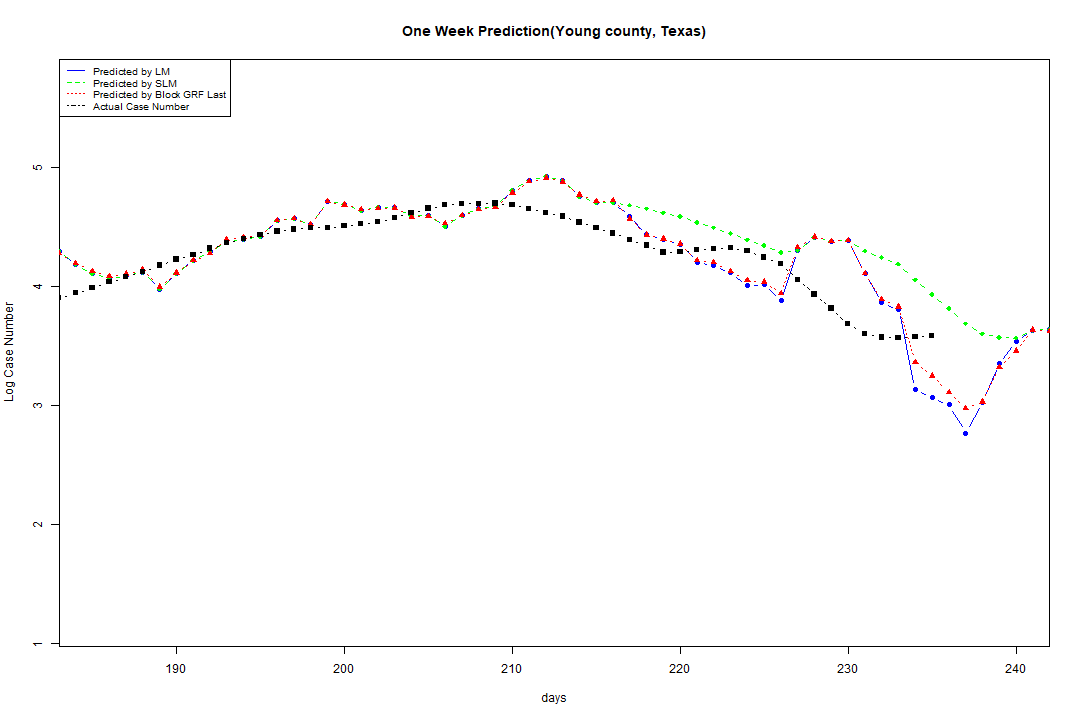 One Week Prediction(Young county, Texas)
Predicted by LM
Predicted by SLM
Predicted by Block GRF Last
Actual Case Number
5
4
3
2
1
Log Case Number
190 200 210 220 230 240
days